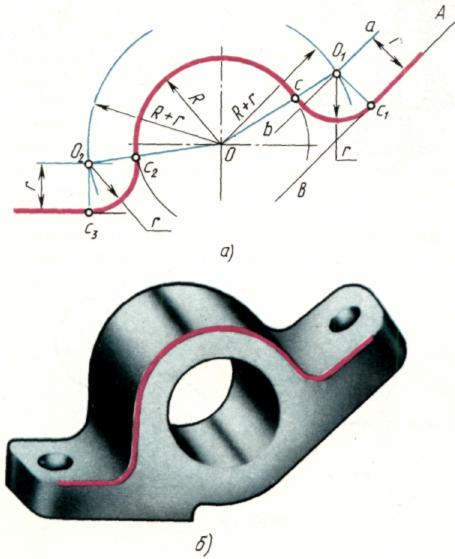 a
A
O₁
r
R
R+r
R+r
c
c₁
b
O
r
B
O₂
c₂
r
r
c₃
а)
б)